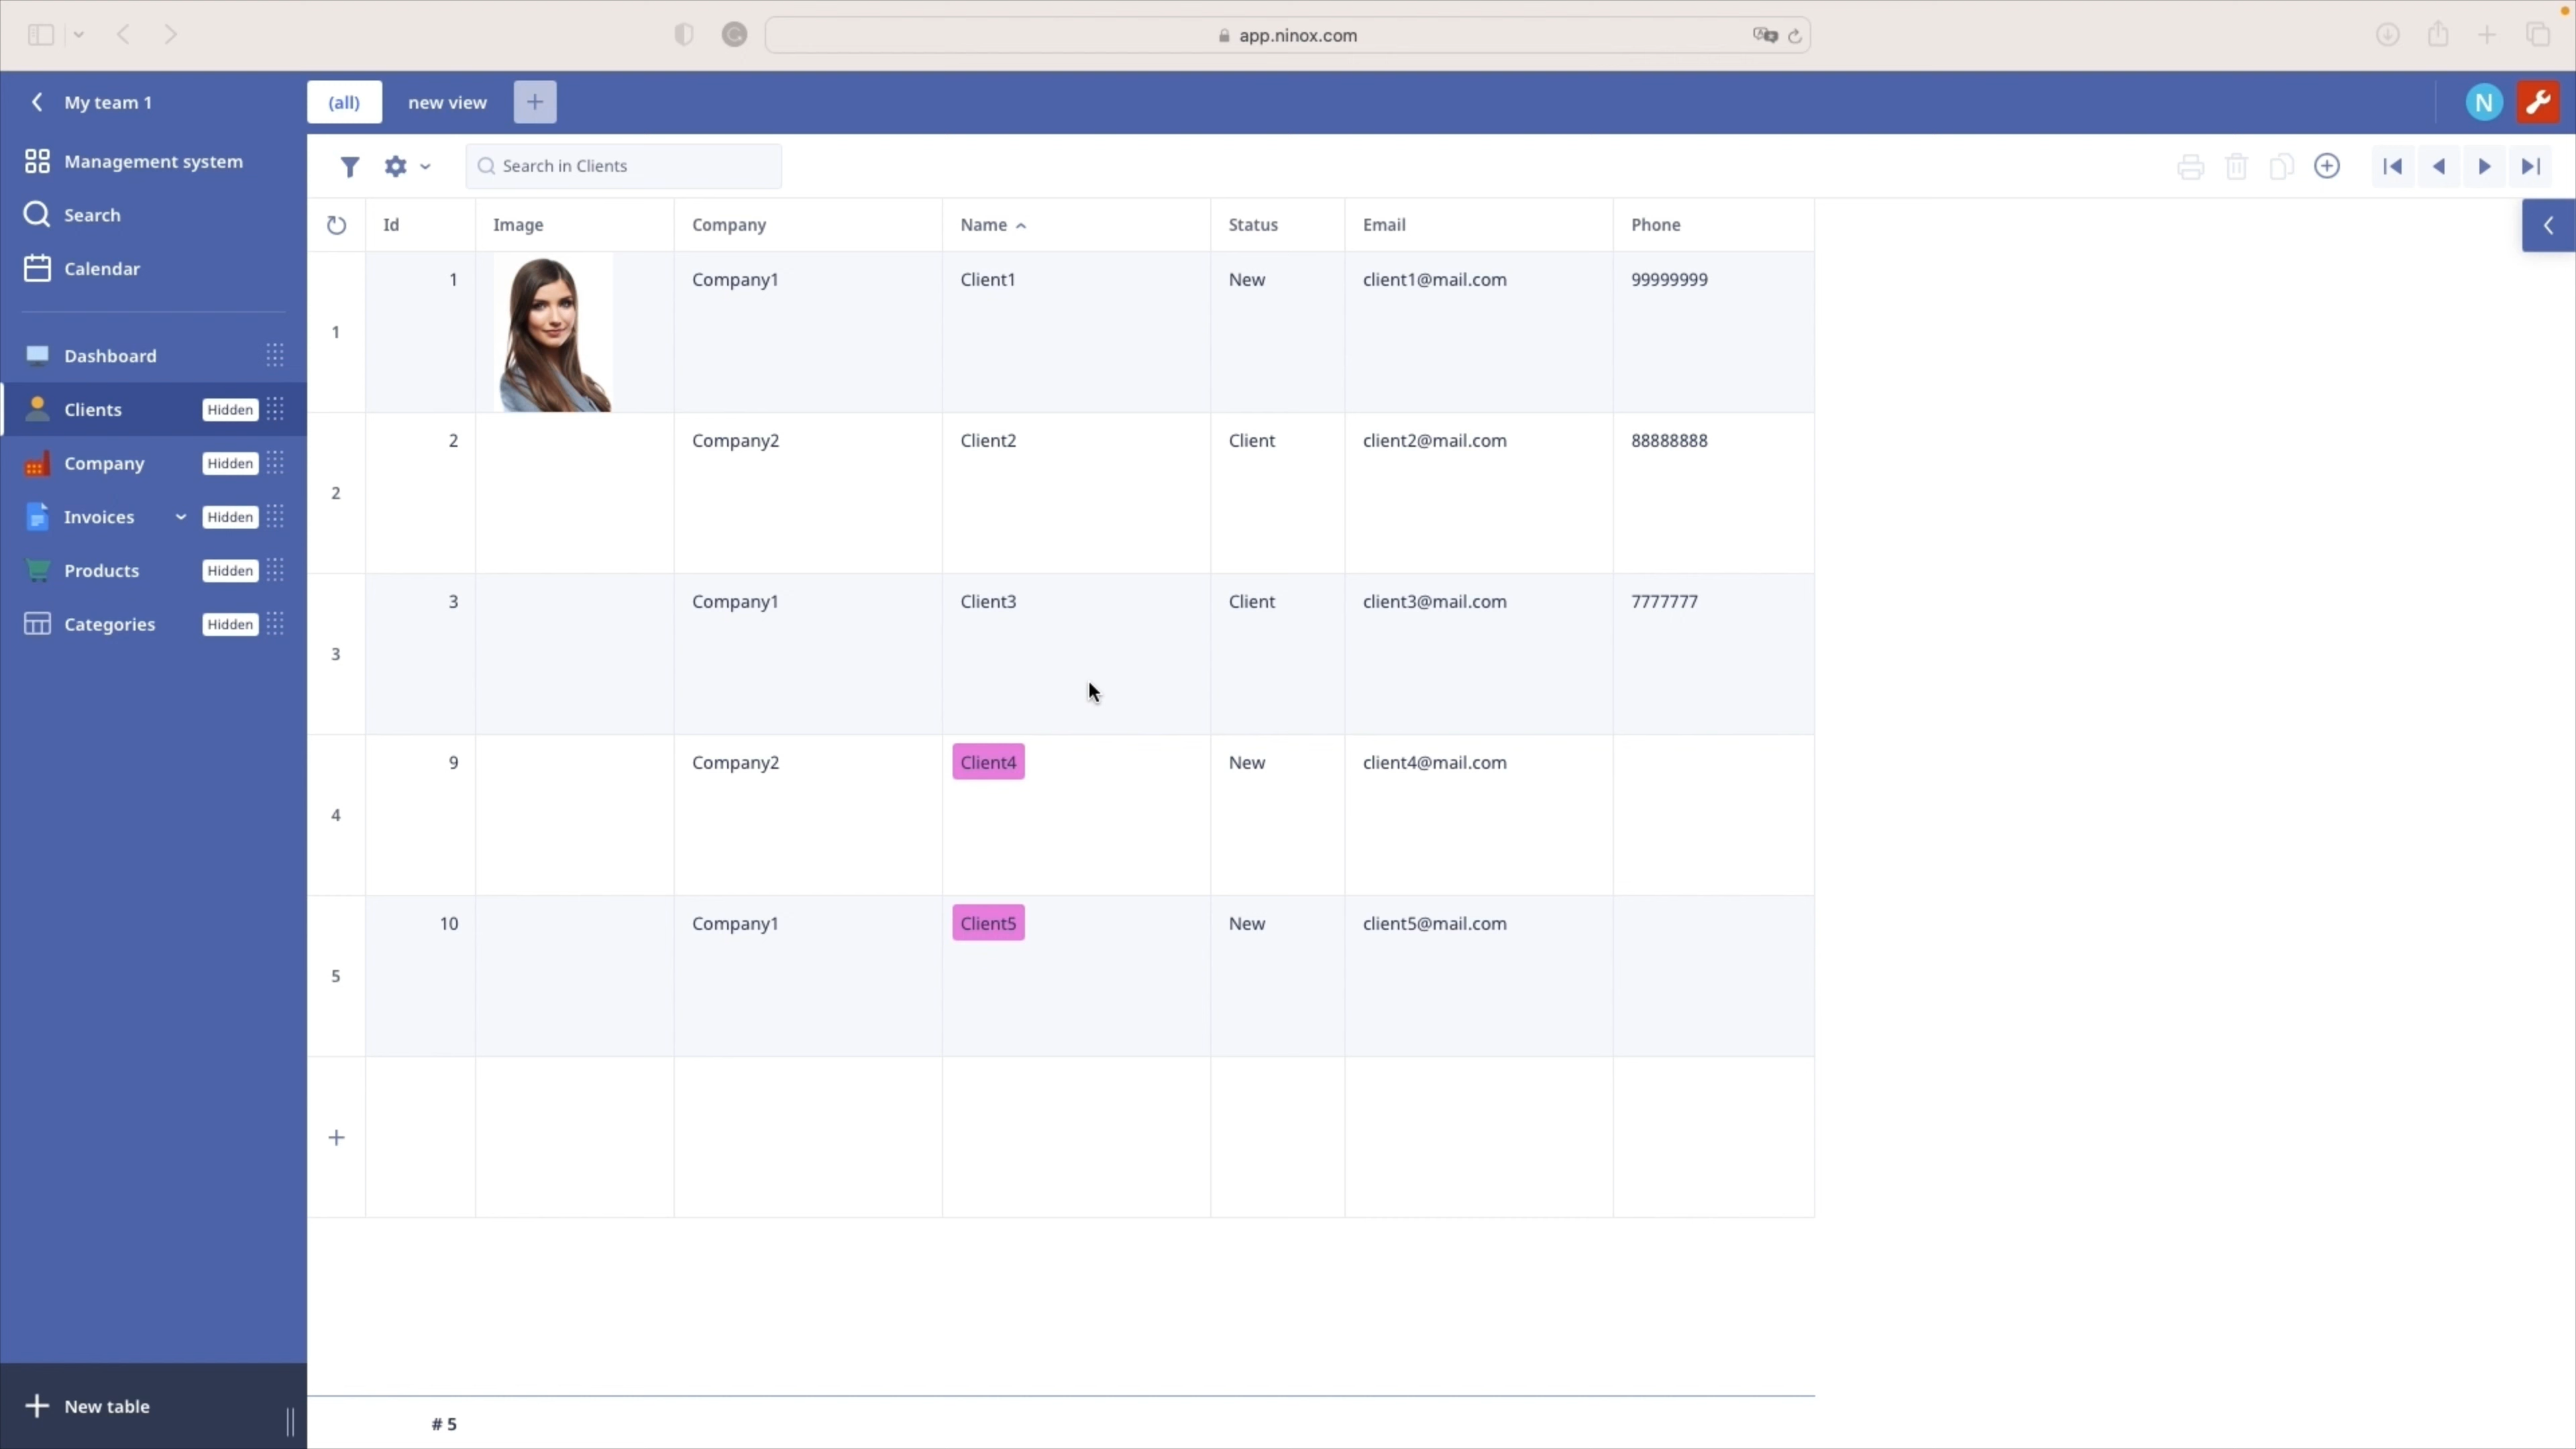 app.ninox.com
My team 1
(all)
new view
+
N
Management system
Search in Clients
Search
Calendar
Dashboard
Clients Hidden
Company Hidden
Invoices Hidden
Products Hidden
Categories Hidden
New table
Id Image Company Name Status Email Phone
1 1 Company1 Client1 New client1@mail.com 99999999
2 2 Company2 Client2 Client client2@mail.com 88888888
3 3 Company1 Client3 Client client3@mail.com 7777777
4 9 Company2 Client4 New client4@mail.com
5 10 Company1 Client5 New client5@mail.com
+
# 5